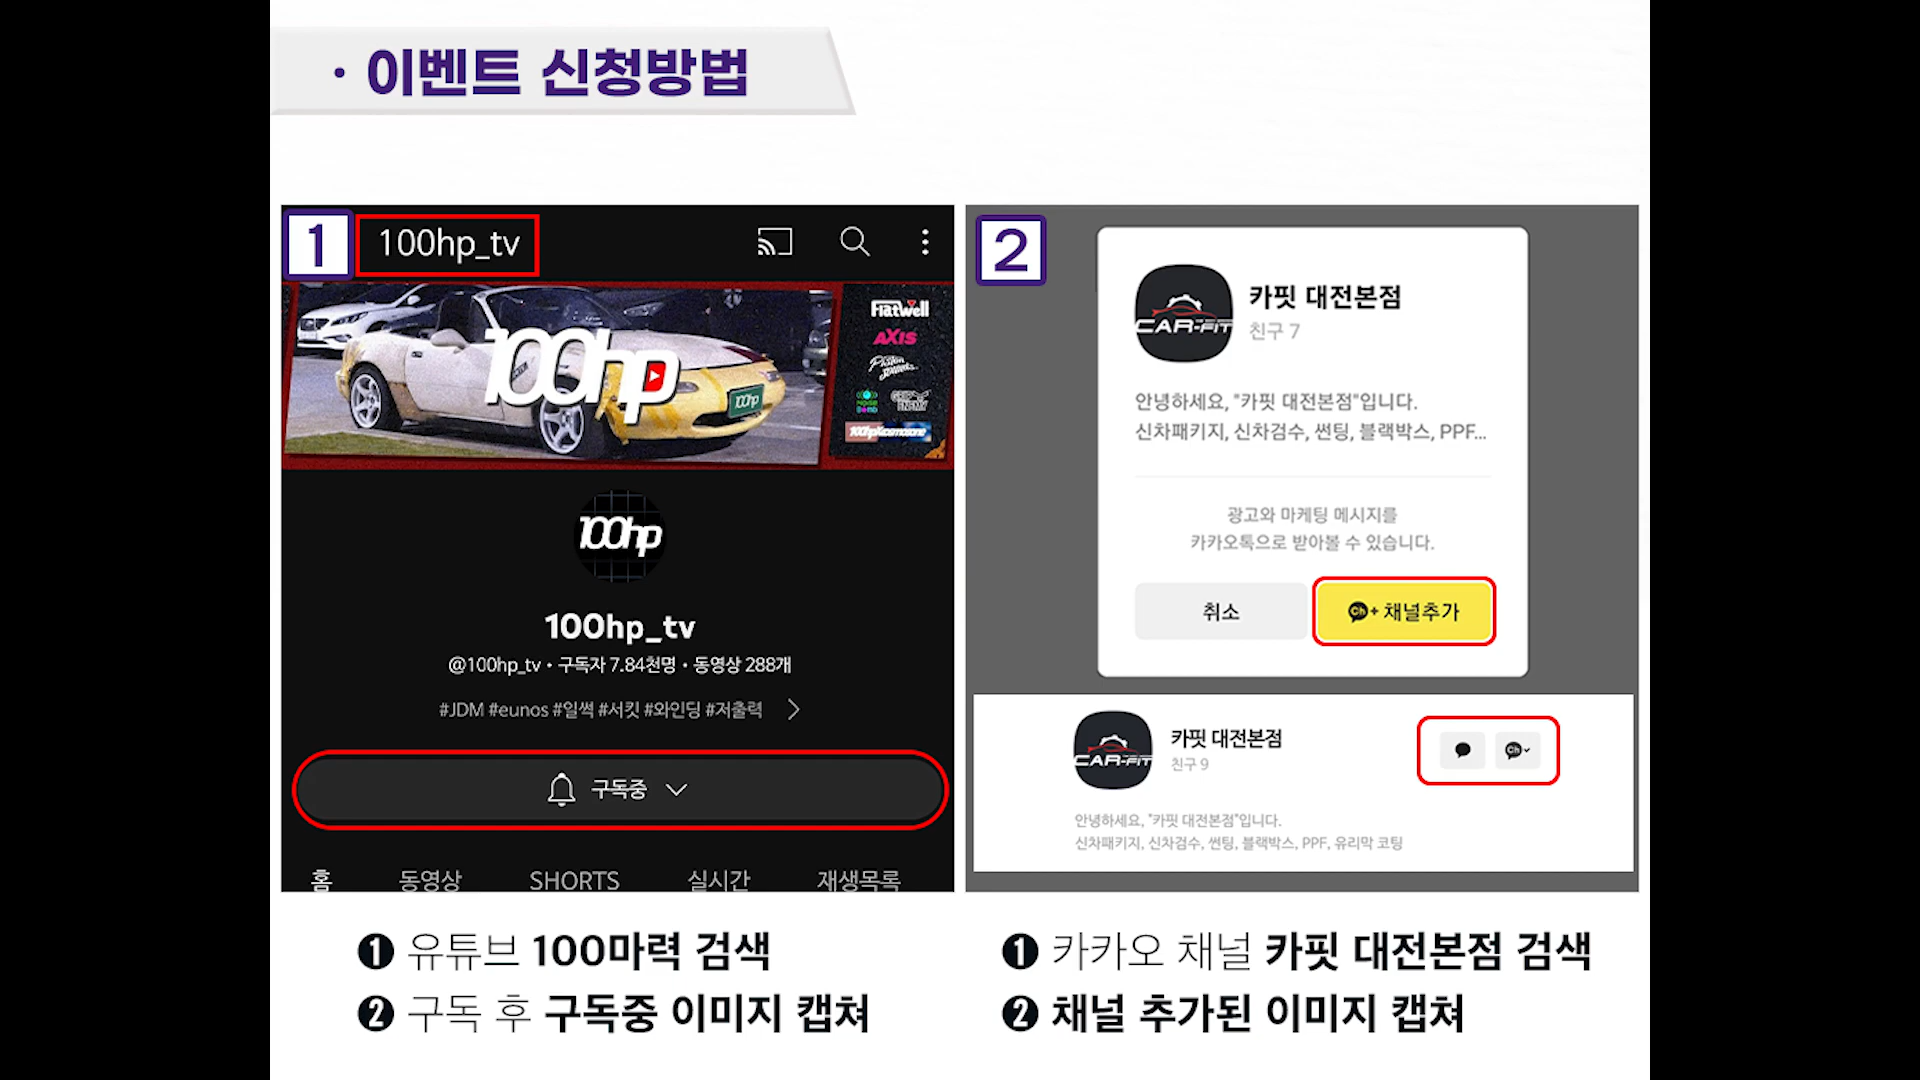 · 이벤트 신청방법
1
100hp_tv
100hp
100hp
Flatwell
AXIS
NOISE BOMB
GRIP ENEMY
100hp
100hp_tv
@100hp_tv • 구독자 7.84천명 • 동영상 288개
#JDM #eunos #일썩 #서킷 #와인딩 #저출력
구독중
홈 동영상 SHORTS 실시간 재생목록
❶ 유튜브 100마력 검색
❷ 구독 후 구독중 이미지 캡쳐
2
CAR-FIT
카핏 대전본점
친구 7
안녕하세요, "카핏 대전본점"입니다.
신차패키지, 신차검수, 썬팅, 블랙박스, PPF...
광고와 마케팅 메시지를
카카오톡으로 받아볼 수 있습니다.
취소
Ch+ 채널추가
CAR-FIT
카핏 대전본점
친구 9
Ch
안녕하세요, "카핏 대전본점"입니다.
신차패키지, 신차검수, 썬팅, 블랙박스, PPF, 유리막 코팅
❶ 카카오 채널 카핏 대전본점 검색
❷ 채널 추가된 이미지 캡쳐